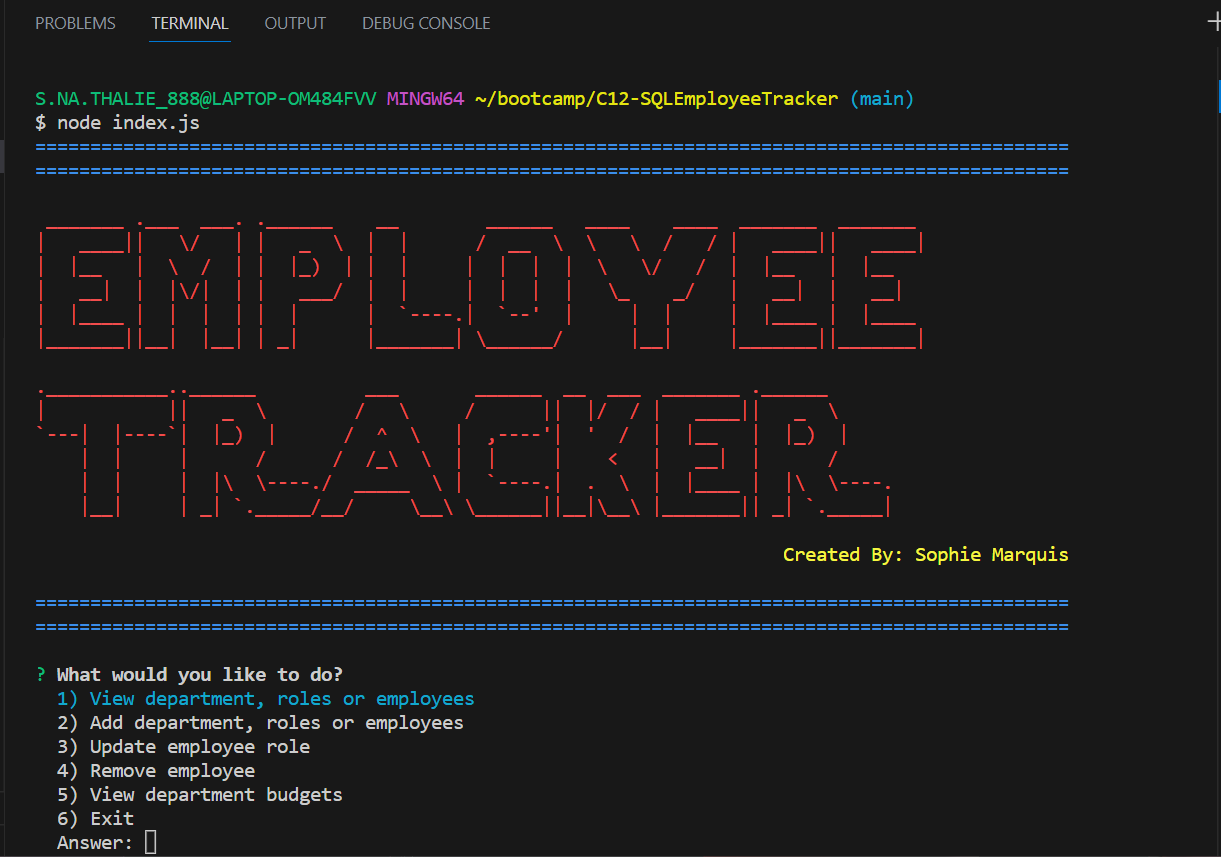 PROBLEMS TERMINAL OUTPUT DEBUG CONSOLE
S.NA.THALIE_888@LAPTOP-OM484FVV MINGW64 ~/bootcamp/C12-SQLEmployeeTracker (main)
$ node index.js
==============================================================================================
==============================================================================================
EMPLOYEE
TRACKER
Created By: Sophie Marquis
==============================================================================================
==============================================================================================
? What would you like to do?
1) View department, roles or employees
2) Add department, roles or employees
3) Update employee role
4) Remove employee
5) View department budgets
6) Exit
Answer: